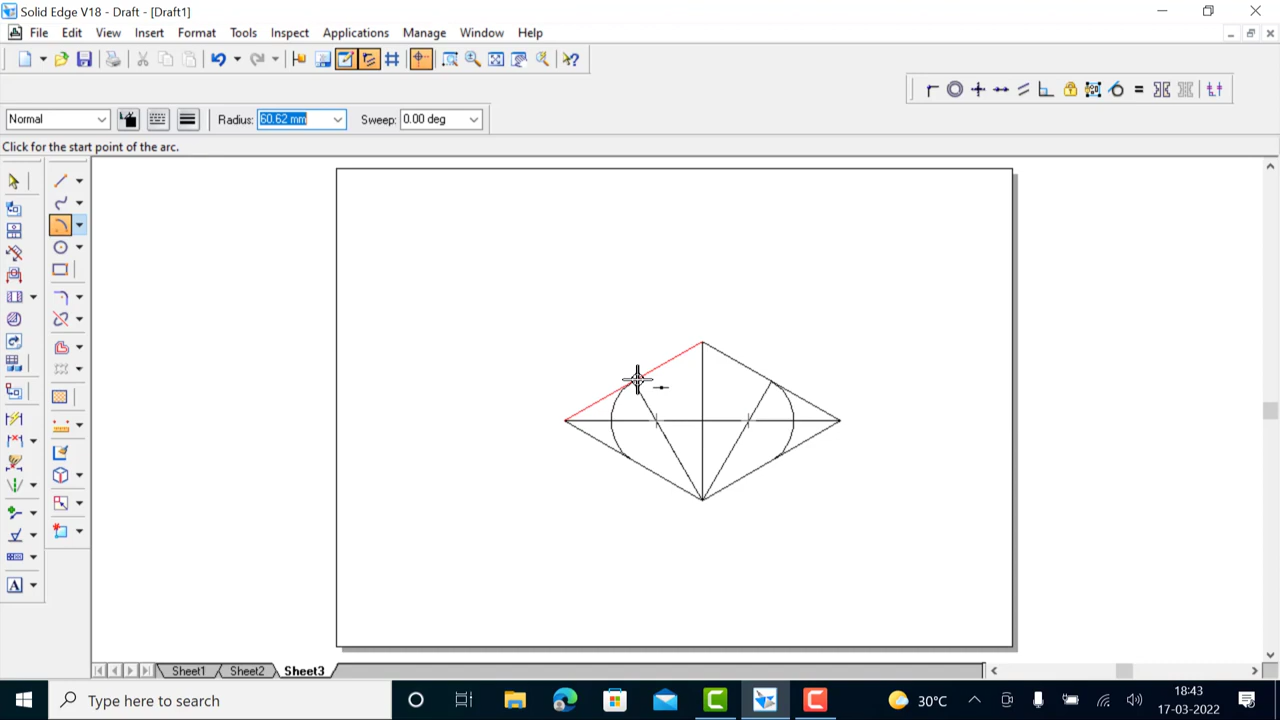 Solid Edge V18 - Draft - [Draft1]
File Edit View Insert Format Tools Inspect Applications Manage Window Help
Normal Radius: 60.62 mm Sweep: 0.00 deg
Click for the start point of the arc.
A
Sheet1 Sheet2 Sheet3
Type here to search
30°C
18:43
17-03-2022